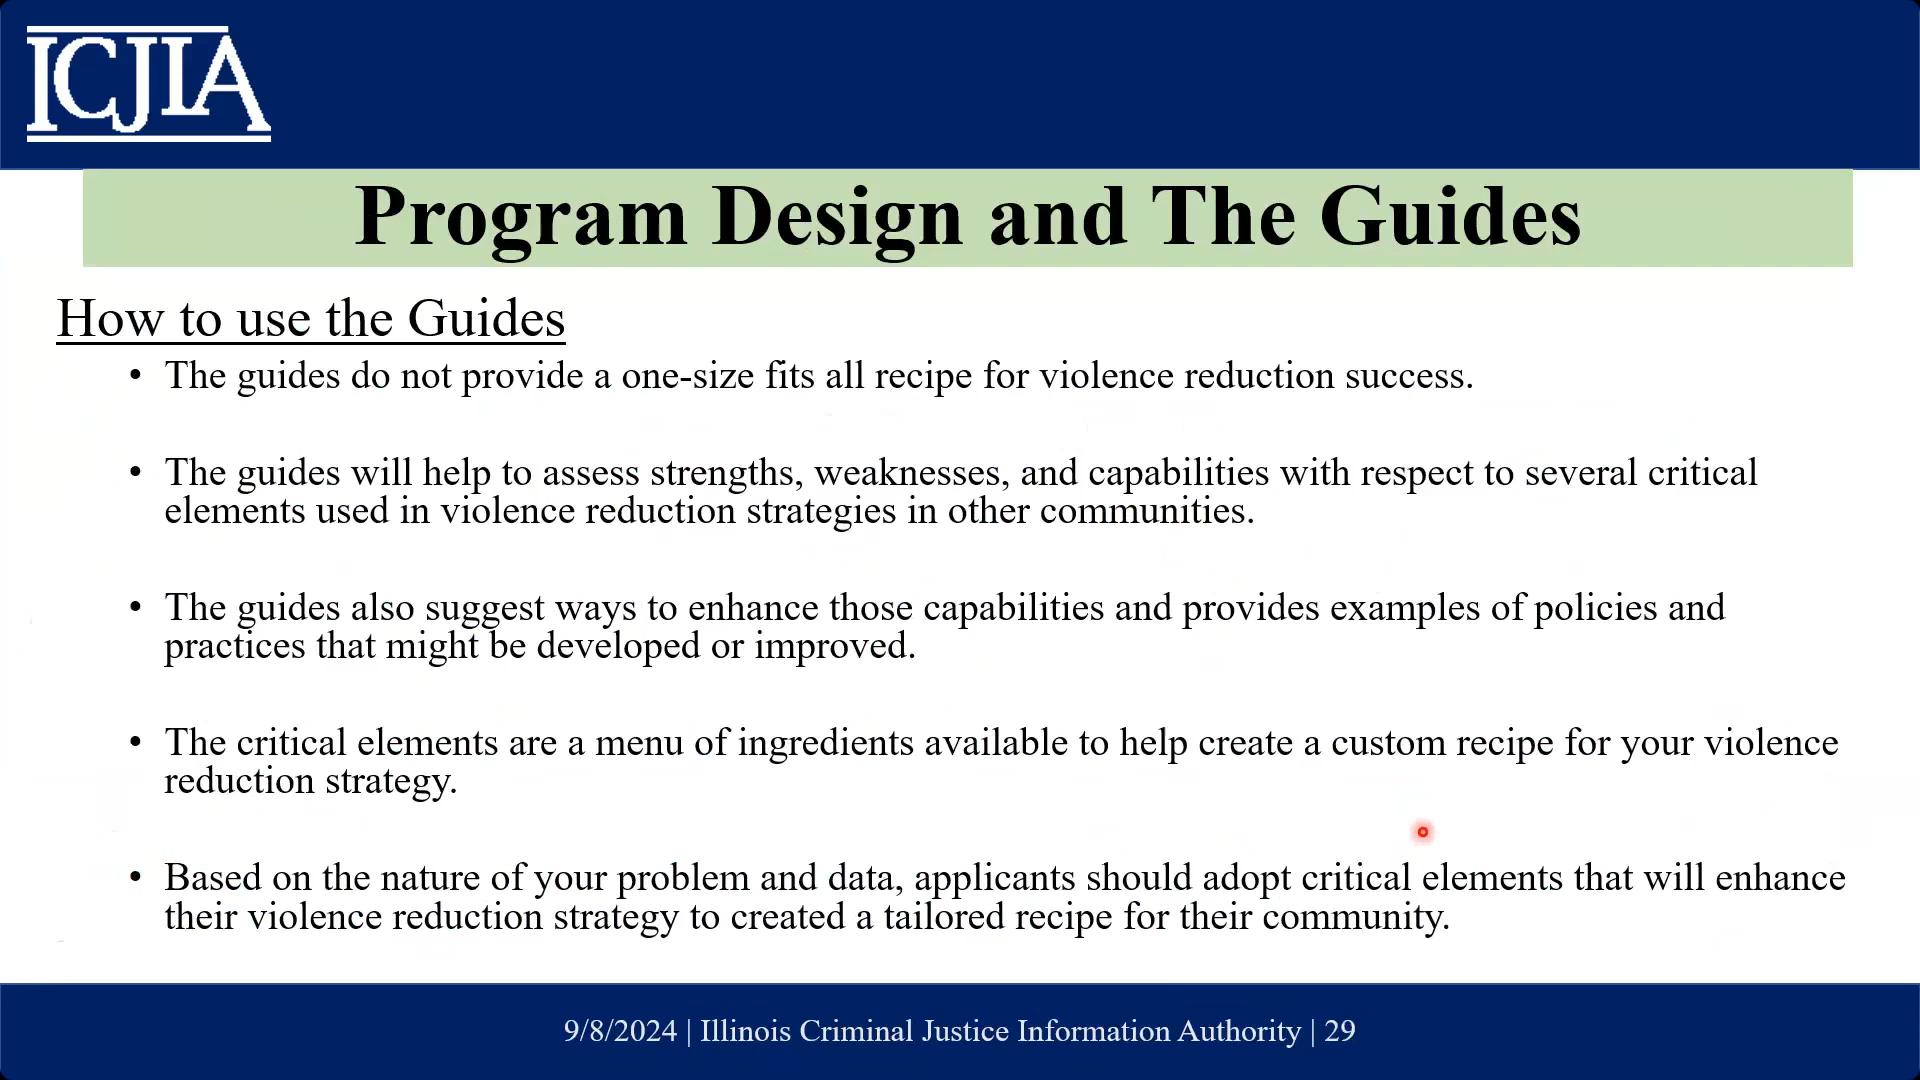 ICJIA
Program Design and The Guides
How to use the Guides
• The guides do not provide a one-size fits all recipe for violence reduction success.
• The guides will help to assess strengths, weaknesses, and capabilities with respect to several critical
elements used in violence reduction strategies in other communities.
• The guides also suggest ways to enhance those capabilities and provides examples of policies and
practices that might be developed or improved.
• The critical elements are a menu of ingredients available to help create a custom recipe for your violence
reduction strategy.
• Based on the nature of your problem and data, applicants should adopt critical elements that will enhance
their violence reduction strategy to created a tailored recipe for their community.
9/8/2024 | Illinois Criminal Justice Information Authority | 29